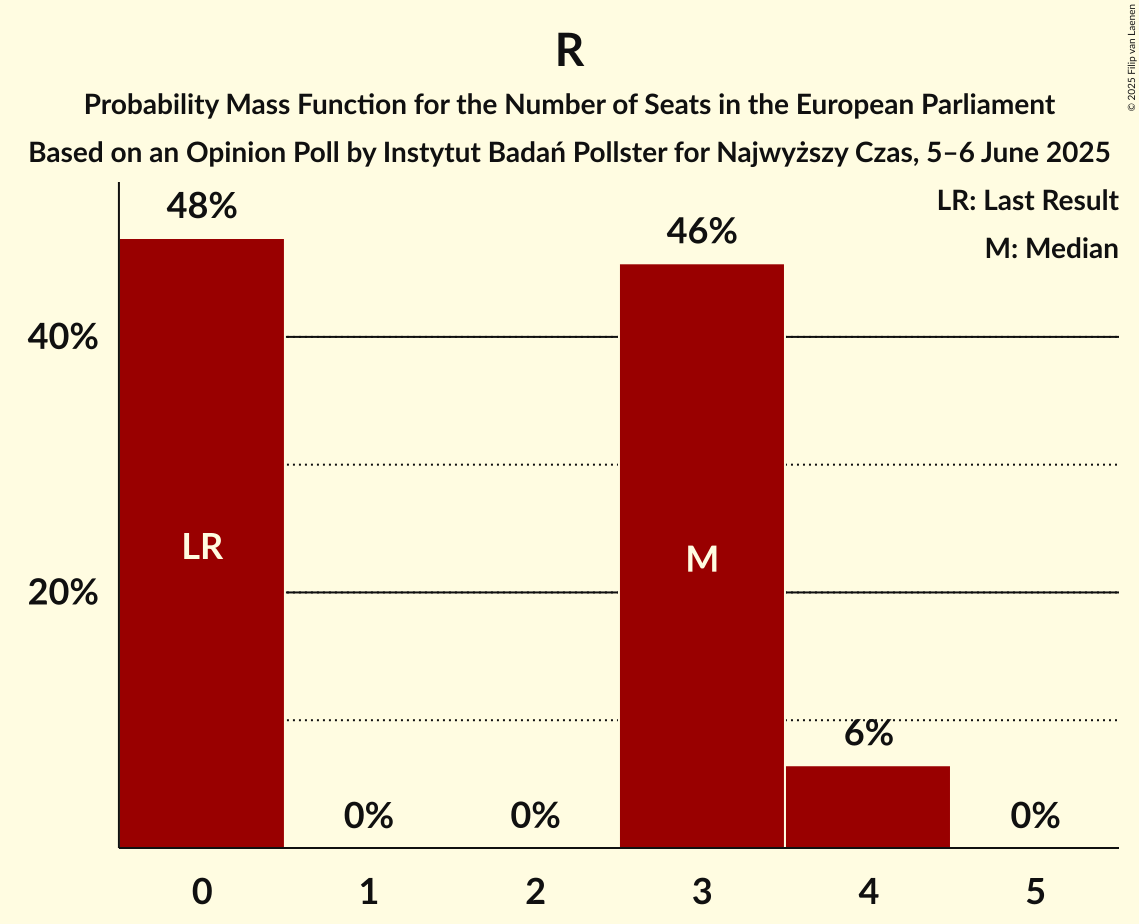 R
Probability Mass Function for the Number of Seats in the European Parliament
Based on an Opinion Poll by Instytut Badań Pollster for Najwyższy Czas, 5–6 June 2025
© 2025 Filip van Laenen
LR: Last Result
M: Median
48%
46%
40%
LR
M
20%
6%
0%
0%
0%
0
1
2
3
4
5